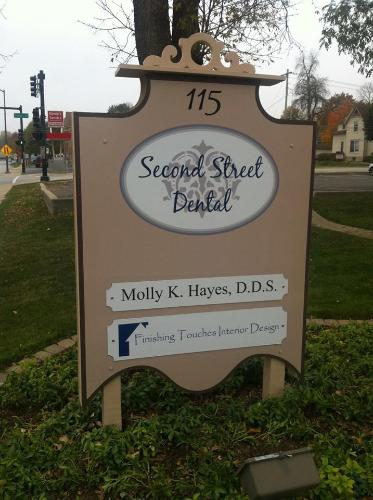 115
Second Street
Dental
Molly K. Hayes, D.D.S.
Finishing Touches Interior Design